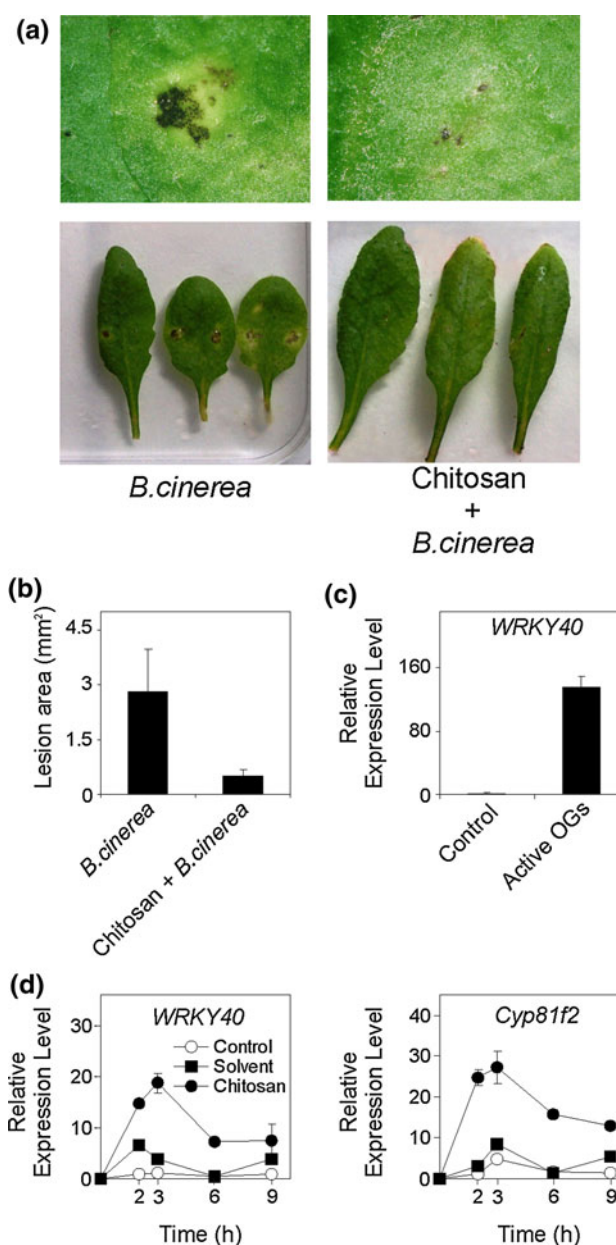 (a)
B.cinerea
Chitosan
+
B.cinerea
(b)
Lesion area (mm²)
4.5
3
1.5
0
B.cinerea
Chitosan + B.cinerea
(c)
WRKY40
Relative
Expression Level
160
80
0
Control
Active OGs
(d)
WRKY40
Control
Solvent
Chitosan
Relative
Expression Level
30
20
10
0
2 3 6 9
Time (h)
Cyp81f2
Relative
Expression Level
40
30
20
10
0
2 3 6 9
Time (h)